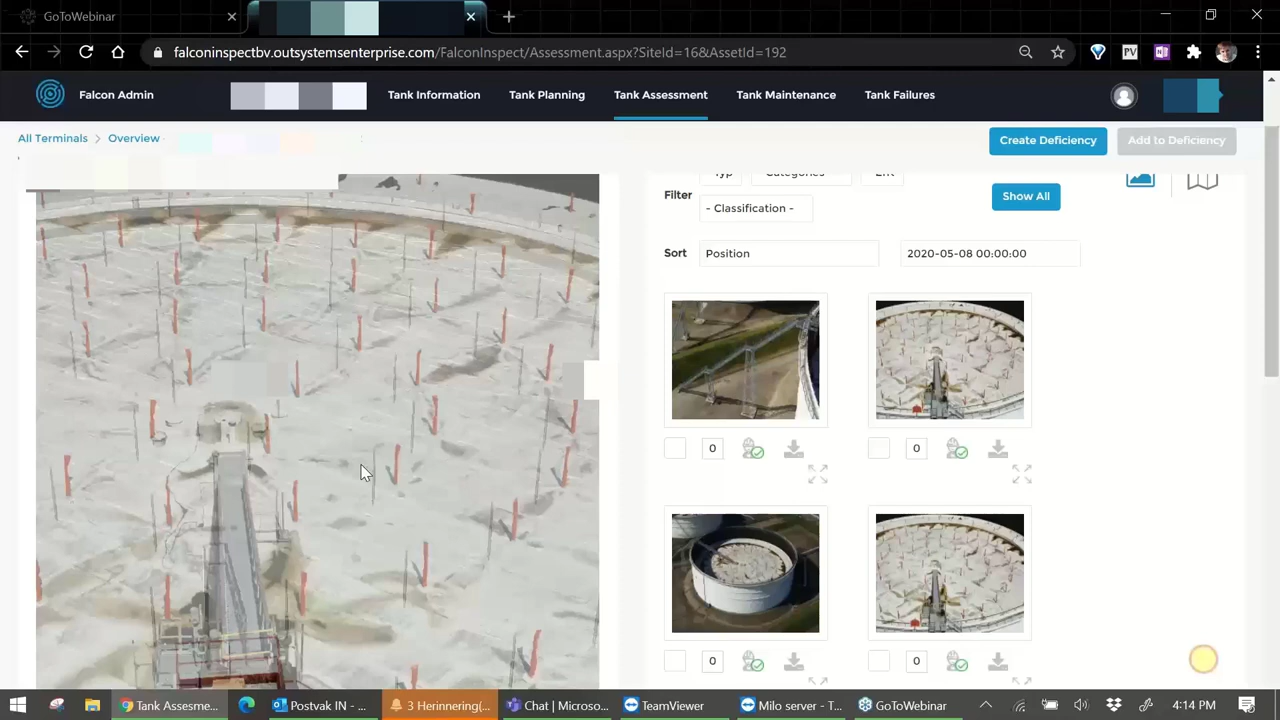 GoToWebinar
falconinspectbv.outsystemsenterprise.com/FalconInspect/Assessment.aspx?SiteId=16&AssetId=192
PV
Falcon Admin
Tank Information
Tank Planning
Tank Assessment
Tank Maintenance
Tank Failures
All Terminals > Overview
Create Deficiency
Add to Deficiency
Filter
- Classification -
Show All
Sort
Position
2020-05-08 00:00:00
0
0
0
0
Tank Assesme...
Postvak IN - ...
3 Herinnering(...
Chat | Microso...
TeamViewer
Milo server - T...
GoToWebinar
4:14 PM